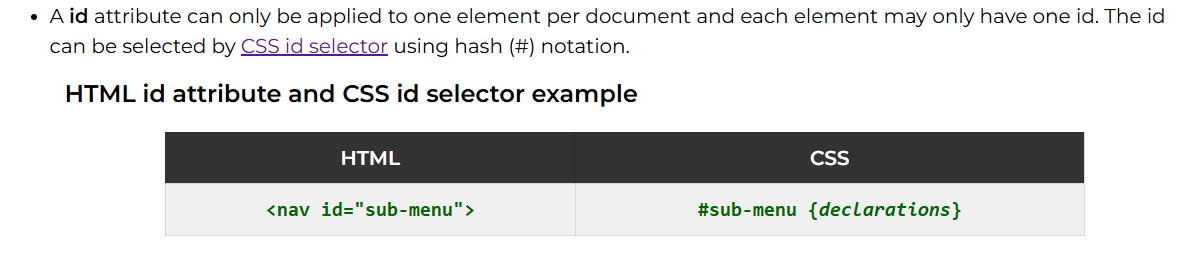 • A id attribute can only be applied to one element per document and each element may only have one id. The id
can be selected by CSS id selector using hash (#) notation.
HTML id attribute and CSS id selector example
HTML CSS
<nav id="sub-menu"> #sub-menu {declarations}